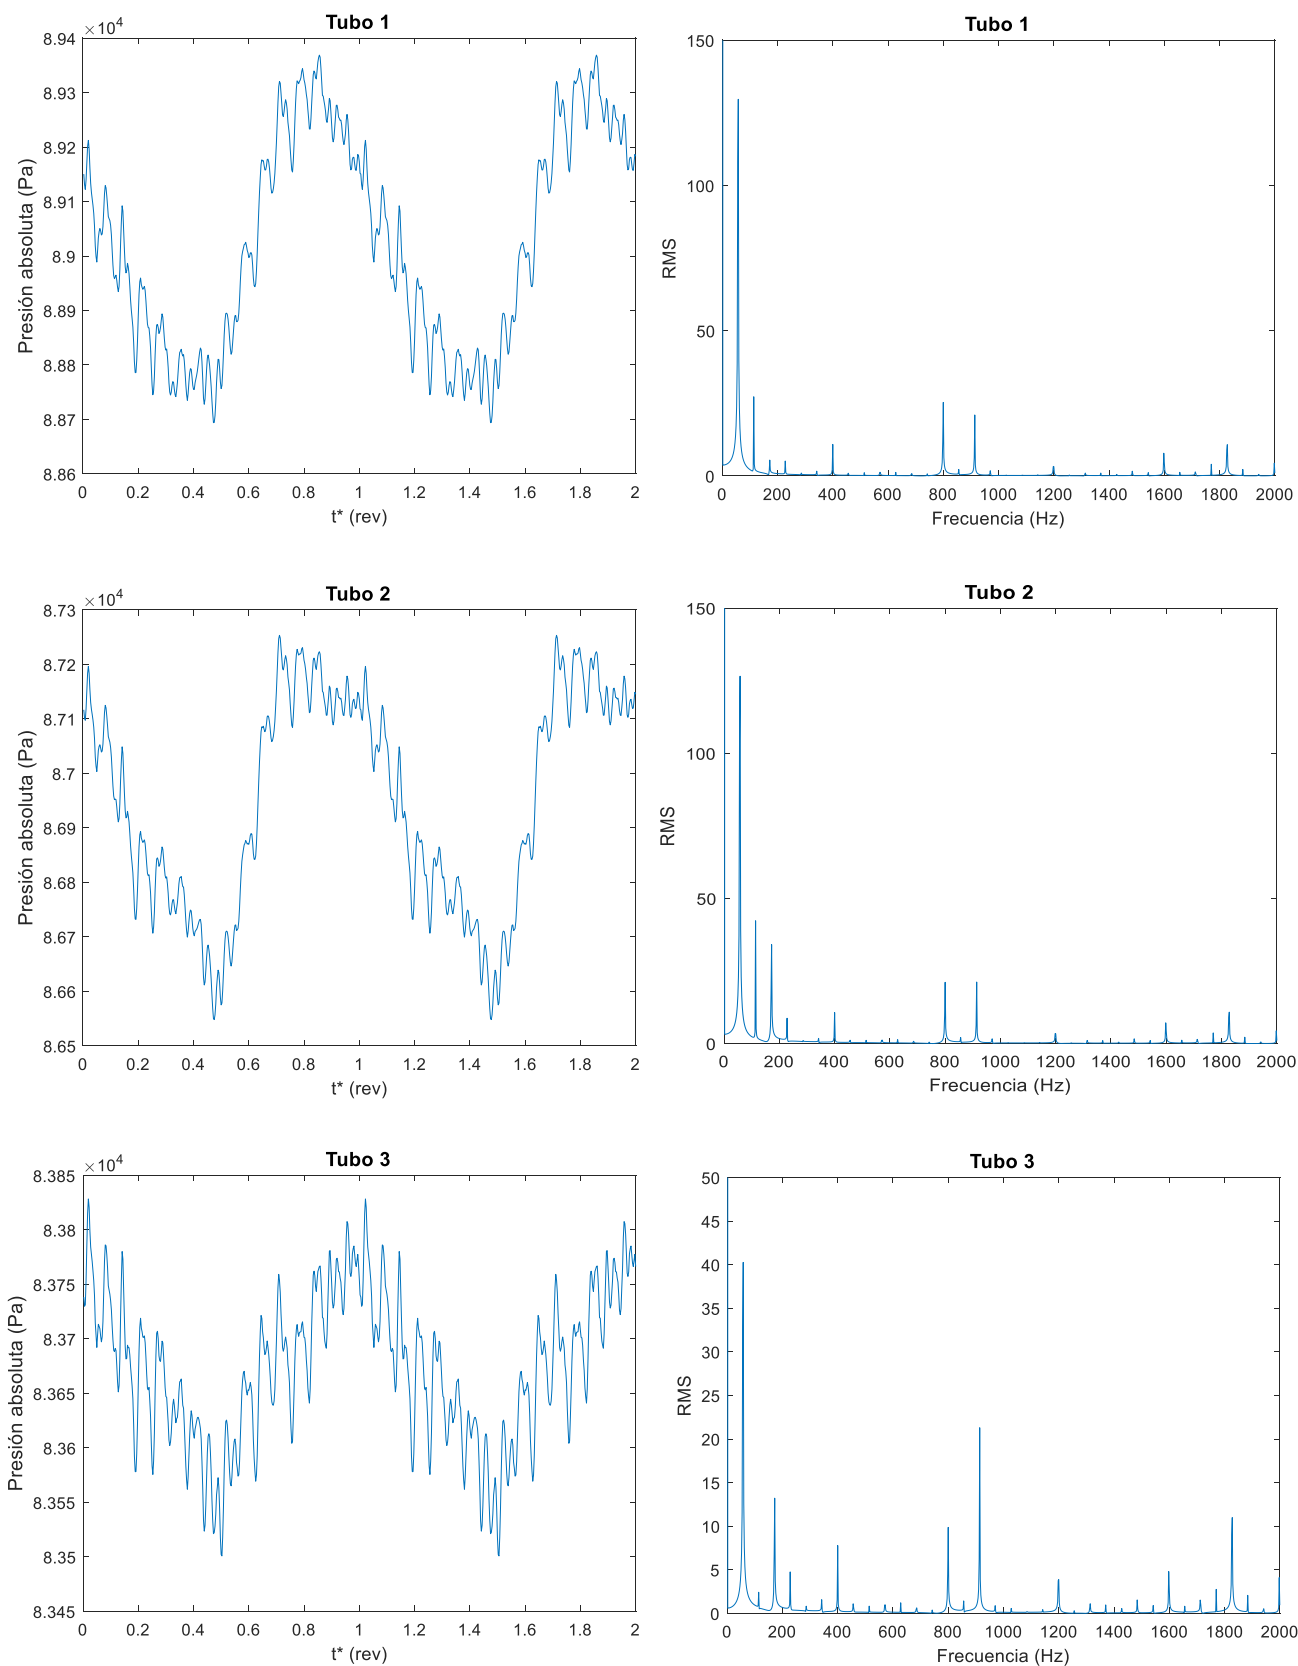 Tubo 1
×10⁴
8.94
8.93
8.92
8.91
8.9
8.89
8.88
8.87
8.86
Presión absoluta (Pa)
0 0.2 0.4 0.6 0.8 1 1.2 1.4 1.6 1.8 2
t* (rev)
Tubo 1
150
100
50
0
RMS
0 200 400 600 800 1000 1200 1400 1600 1800 2000
Frecuencia (Hz)
Tubo 2
×10⁴
8.73
8.72
8.71
8.7
8.69
8.68
8.67
8.66
8.65
Presión absoluta (Pa)
0 0.2 0.4 0.6 0.8 1 1.2 1.4 1.6 1.8 2
t* (rev)
Tubo 2
150
100
50
0
RMS
0 200 400 600 800 1000 1200 1400 1600 1800 2000
Frecuencia (Hz)
Tubo 3
×10⁴
8.385
8.38
8.375
8.37
8.365
8.36
8.355
8.35
8.345
Presión absoluta (Pa)
0 0.2 0.4 0.6 0.8 1 1.2 1.4 1.6 1.8 2
t* (rev)
Tubo 3
50
45
40
35
30
25
20
15
10
5
0
RMS
0 200 400 600 800 1000 1200 1400 1600 1800 2000
Frecuencia (Hz)